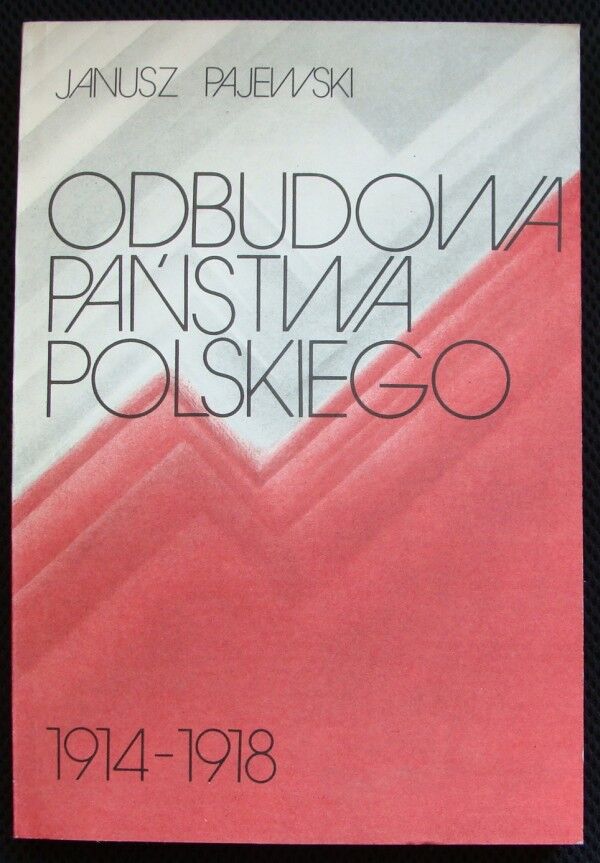 JANUSZ PAJEWSKI
ODBUDOWA
PAŃSTWA
POLSKIEGO
1914-1918